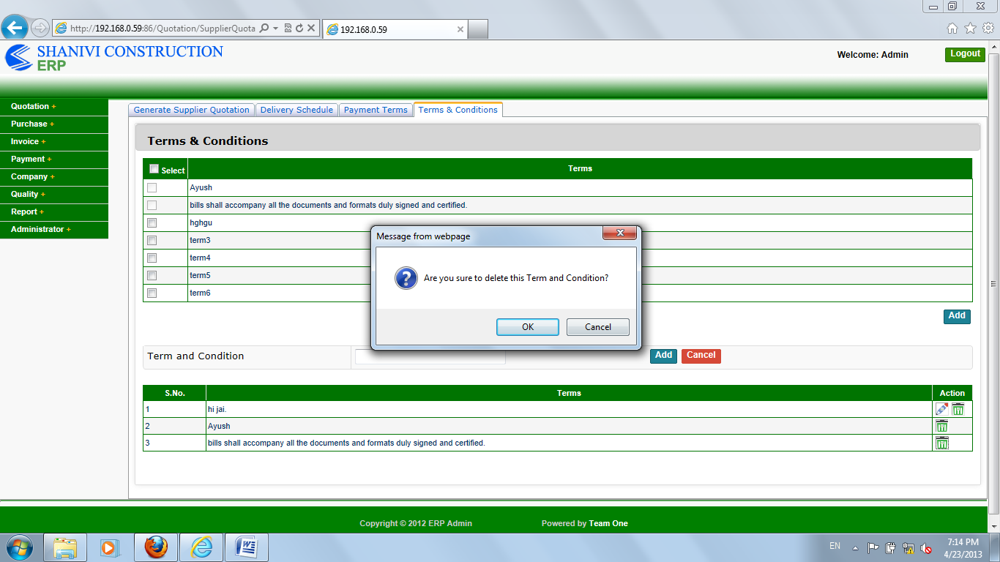 http://192.168.0.59:86/Quotation/SupplierQuota
192.168.0.59
SHANIVI CONSTRUCTION
ERP
Welcome: Admin
Logout
Quotation +
Purchase +
Invoice +
Payment +
Company +
Quality +
Report +
Administrator +
Generate Supplier Quotation
Delivery Schedule
Payment Terms
Terms & Conditions
Terms & Conditions
Select Terms
Ayush
bills shall accompany all the documents and formats duly signed and certified.
hghgu
term3
term4
term5
term6
Message from webpage
Are you sure to delete this Term and Condition?
OK Cancel
Add
Term and Condition
Add Cancel
S.No. Terms Action
1 hi jai.
2 Ayush
3 bills shall accompany all the documents and formats duly signed and certified.
Copyright © 2012 ERP Admin Powered by Team One
EN
7:14 PM
4/23/2013